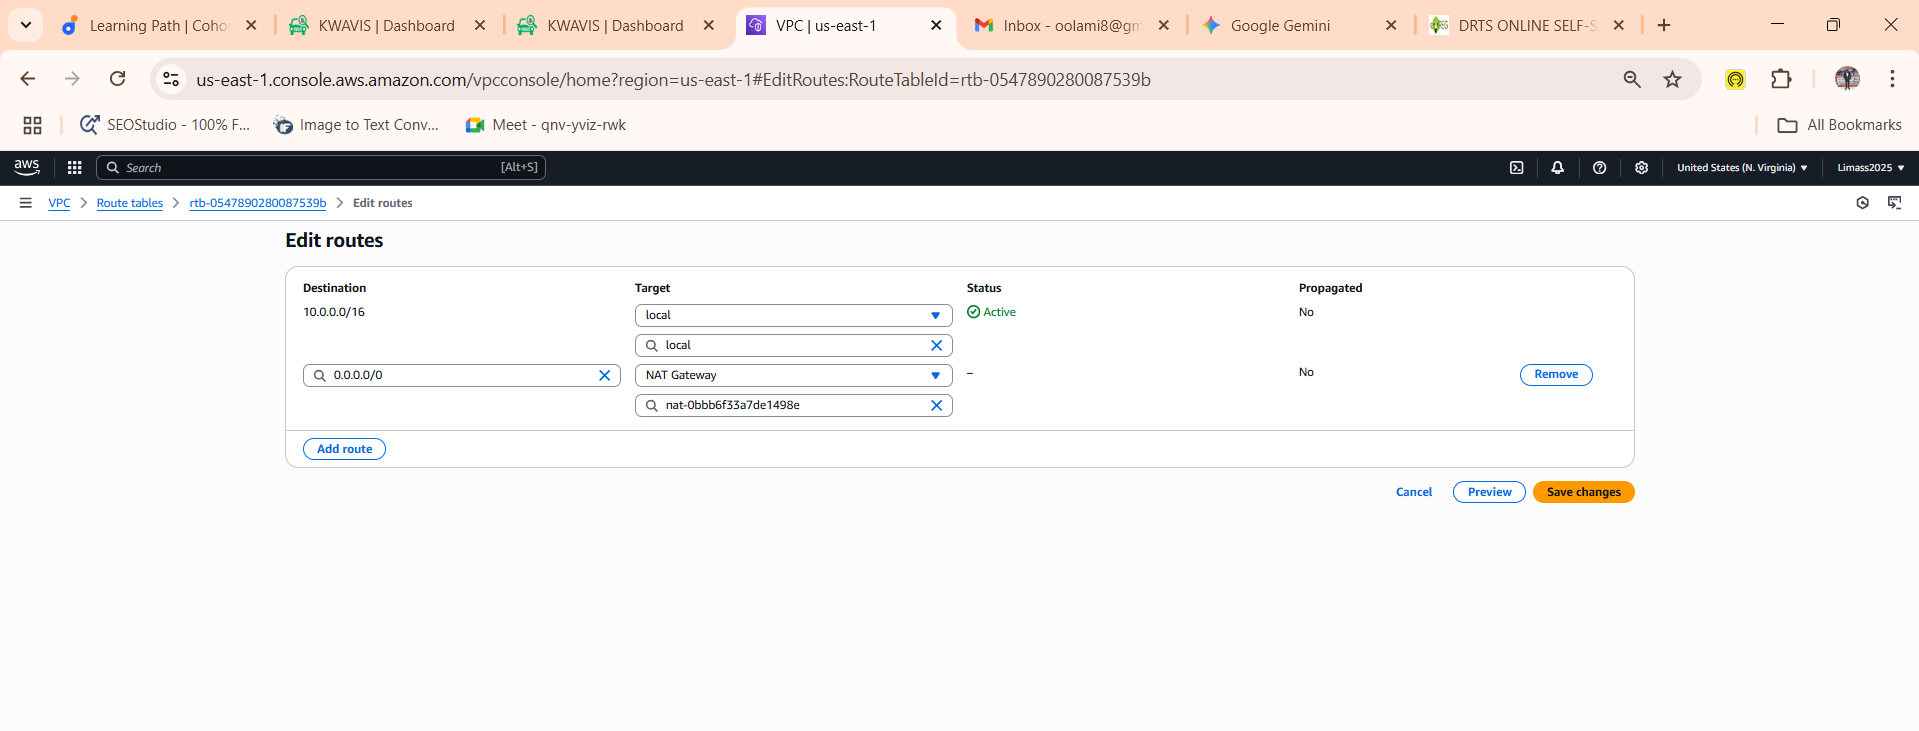 Learning Path | Coho
KWAVIS | Dashboard
KWAVIS | Dashboard
VPC | us-east-1
Inbox - oolami8@gm
Google Gemini
DRTS ONLINE SELF-S
us-east-1.console.aws.amazon.com/vpcconsole/home?region=us-east-1#EditRoutes:RouteTableId=rtb-0547890280087539b
SEOStudio - 100% F...
Image to Text Conv...
Meet - qnv-yviz-rwk
All Bookmarks
aws
Search
[Alt+S]
United States (N. Virginia)
Limass2025
VPC
Route tables
rtb-0547890280087539b
Edit routes
Edit routes
Destination
Target
Status
Propagated
10.0.0.0/16
local
Active
No
local
0.0.0.0/0
NAT Gateway
–
No
Remove
nat-0bbb6f33a7de1498e
Add route
Cancel
Preview
Save changes